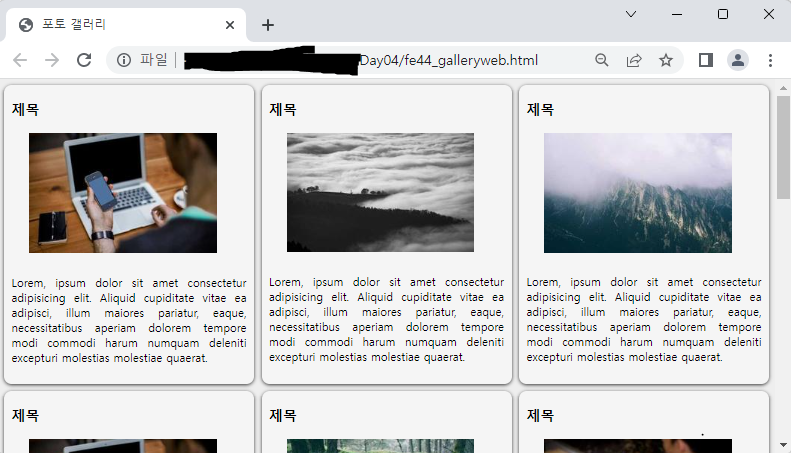 포토 갤러리
파일
Day04/fe44_galleryweb.html
제목
Lorem, ipsum dolor sit amet consectetur
adipisicing elit. Aliquid cupiditate vitae ea
adipisci, illum maiores pariatur, eaque,
necessitatibus aperiam dolorem tempore
modi commodi harum numquam deleniti
excepturi molestias molestiae quaerat.
제목
Lorem, ipsum dolor sit amet consectetur
adipisicing elit. Aliquid cupiditate vitae ea
adipisci, illum maiores pariatur, eaque,
necessitatibus aperiam dolorem tempore
modi commodi harum numquam deleniti
excepturi molestias molestiae quaerat.
제목
Lorem, ipsum dolor sit amet consectetur
adipisicing elit. Aliquid cupiditate vitae ea
adipisci, illum maiores pariatur, eaque,
necessitatibus aperiam dolorem tempore
modi commodi harum numquam deleniti
excepturi molestias molestiae quaerat.
제목
제목
제목